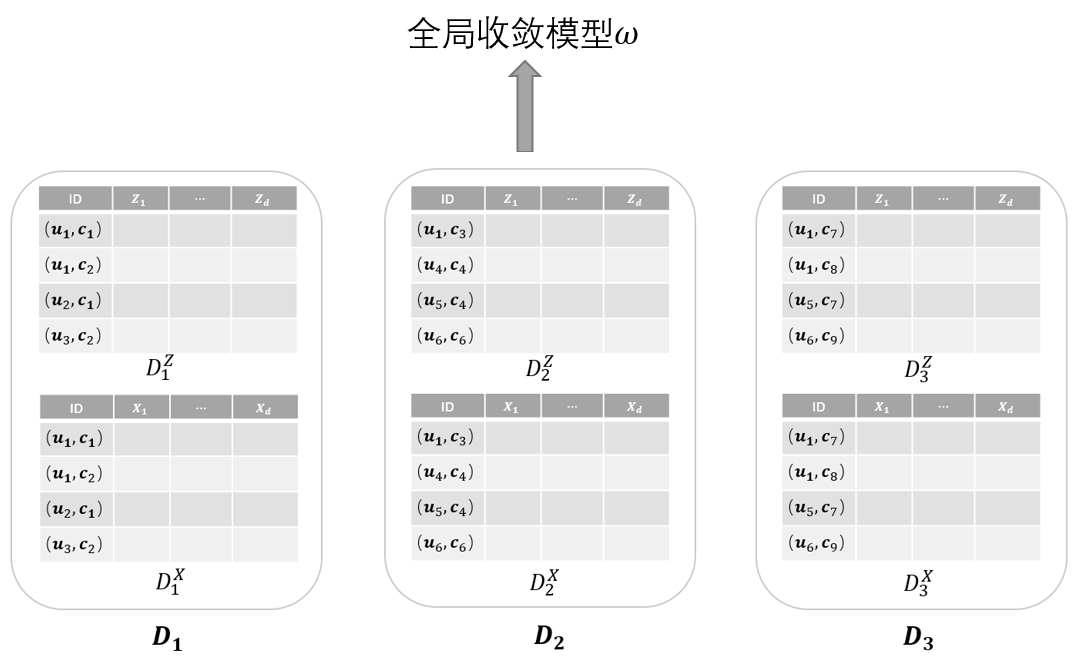 全局收敛模型ω
ID Z₁ ... Z_d
(u₁, c₁)
(u₁, c₂)
(u₂, c₁)
(u₃, c₂)
D₁^Z
ID X₁ ... X_d
(u₁, c₁)
(u₁, c₂)
(u₂, c₁)
(u₃, c₂)
D₁^X
D₁
ID Z₁ ... Z_d
(u₁, c₃)
(u₄, c₄)
(u₅, c₄)
(u₆, c₆)
D₂^Z
ID X₁ ... X_d
(u₁, c₃)
(u₄, c₄)
(u₅, c₄)
(u₆, c₆)
D₂^X
D₂
ID Z₁ ... Z_d
(u₁, c₇)
(u₁, c₈)
(u₅, c₇)
(u₆, c₉)
D₃^Z
ID X₁ ... X_d
(u₁, c₇)
(u₁, c₈)
(u₅, c₇)
(u₆, c₉)
D₃^X
D₃